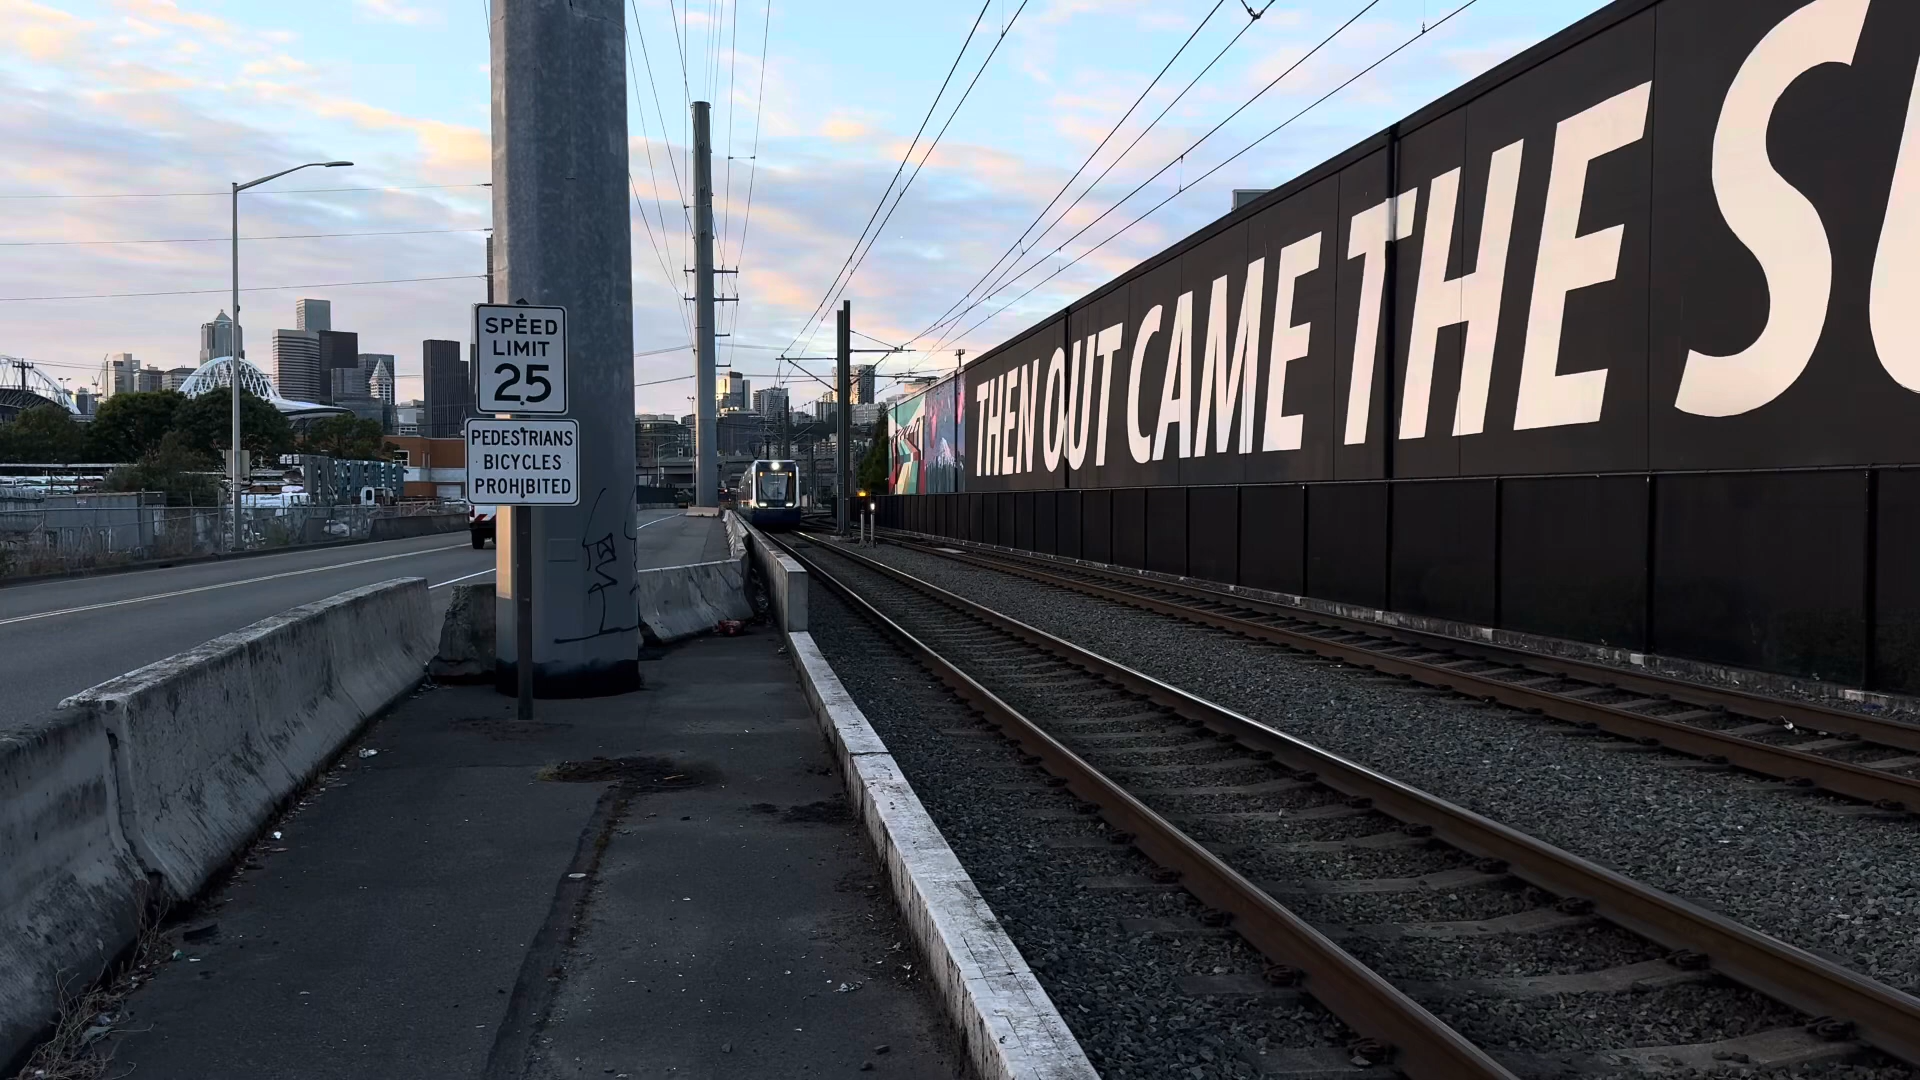 SPEED
LIMIT
25
PEDESTRIANS
BICYCLES
PROHIBITED
THEN OUT CAME THE